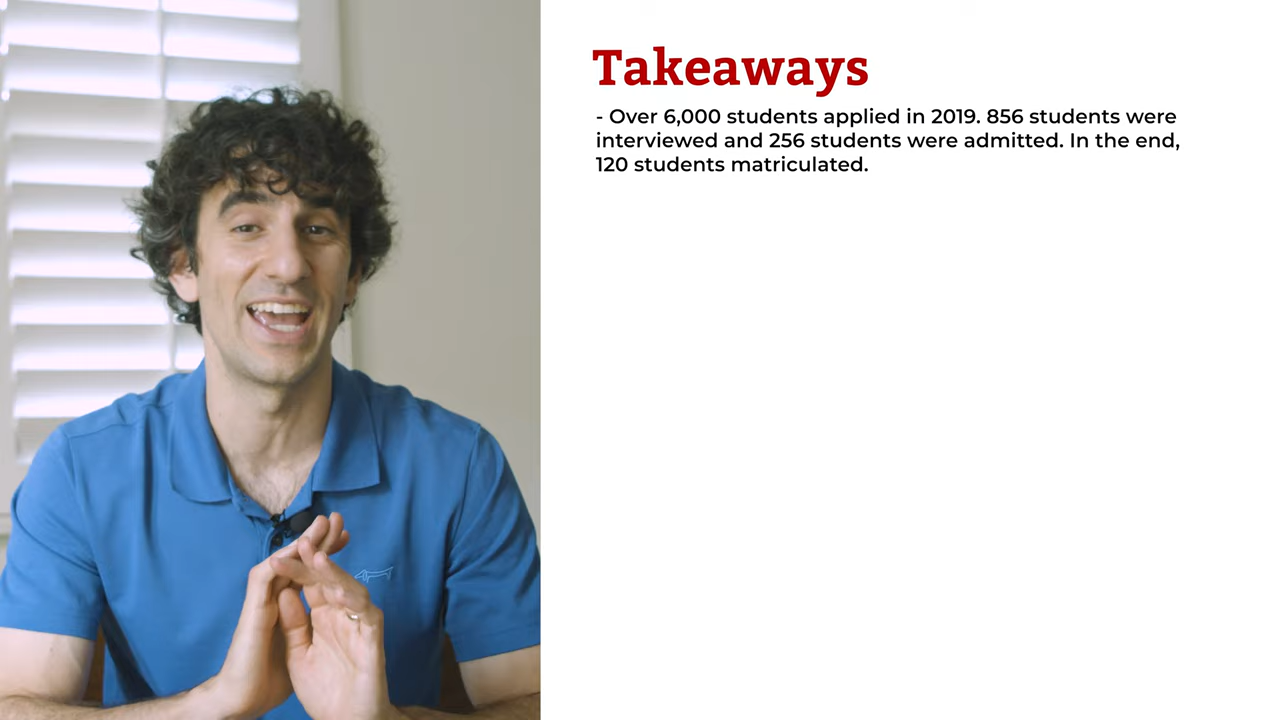 Takeaways
- Over 6,000 students applied in 2019. 856 students were
interviewed and 256 students were admitted. In the end,
120 students matriculated.